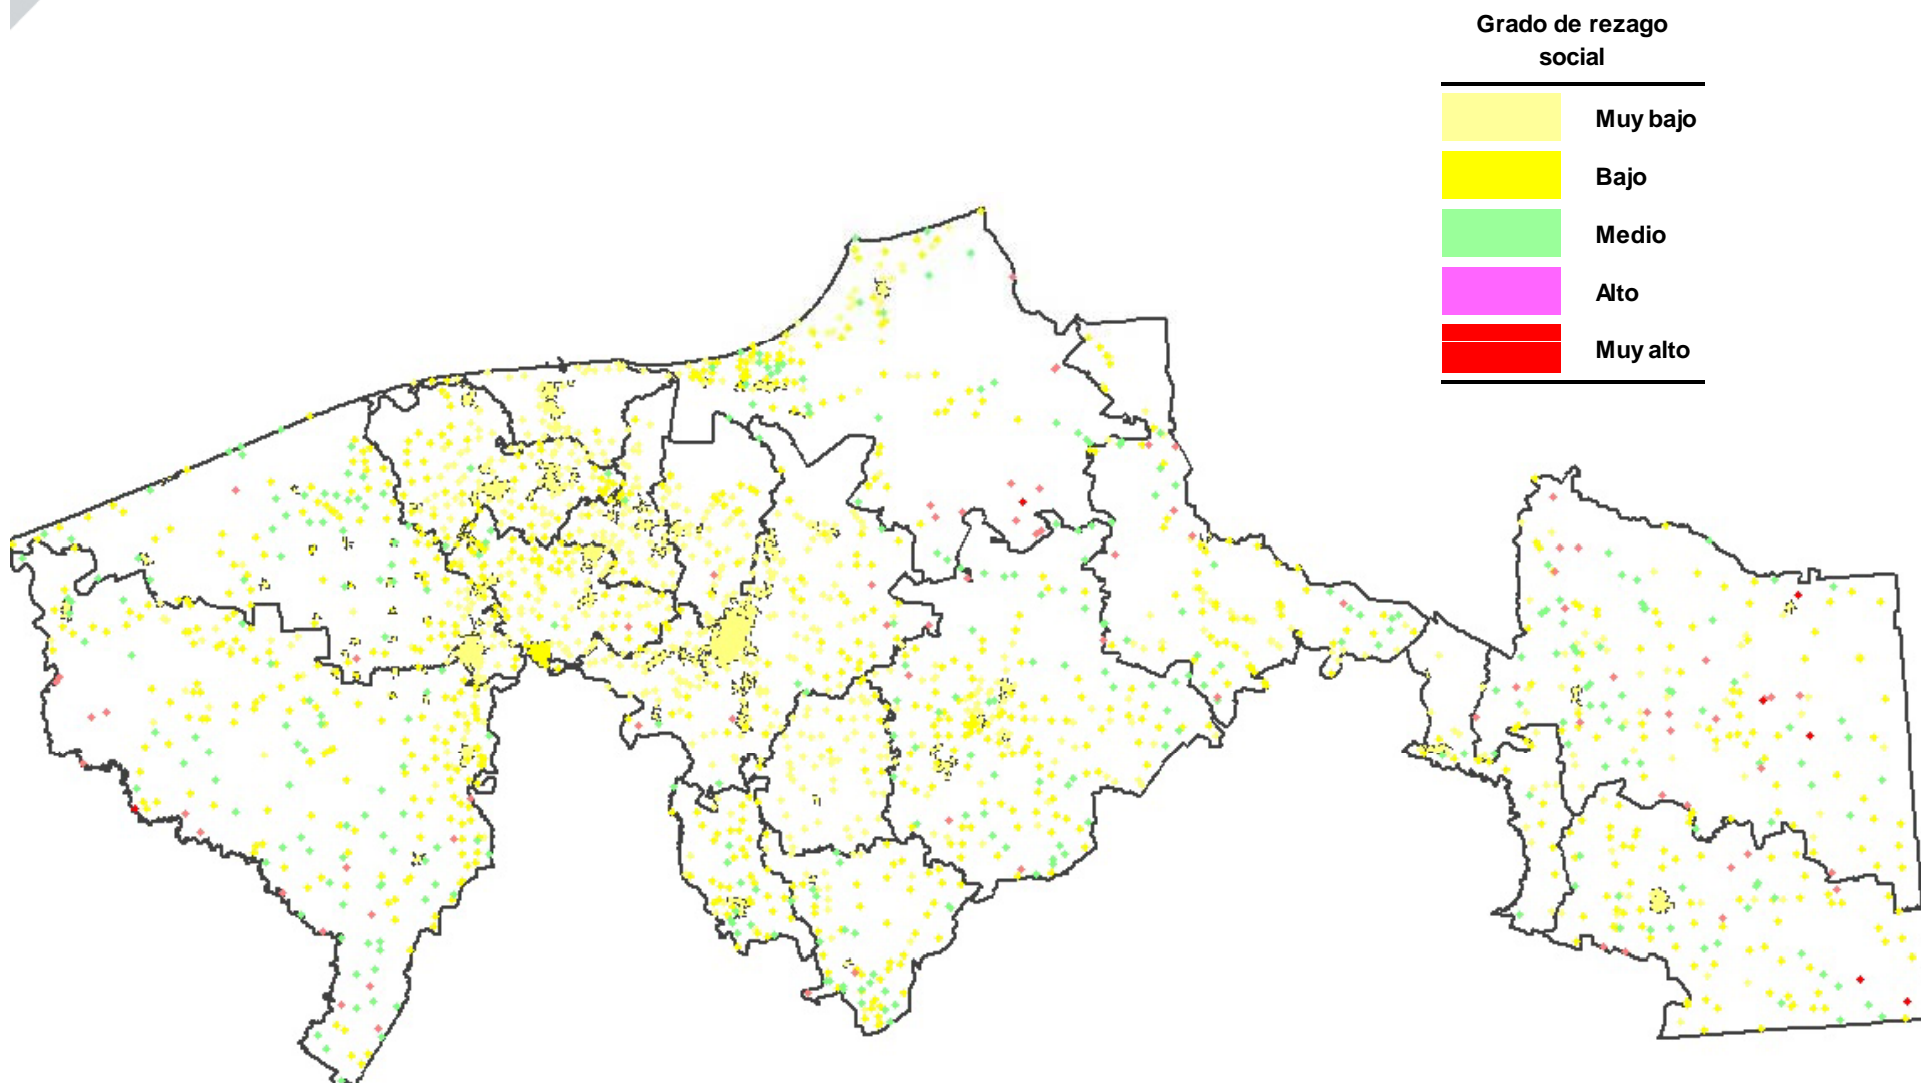 Grado de rezago
social
Muy bajo
Bajo
Medio
Alto
Muy alto